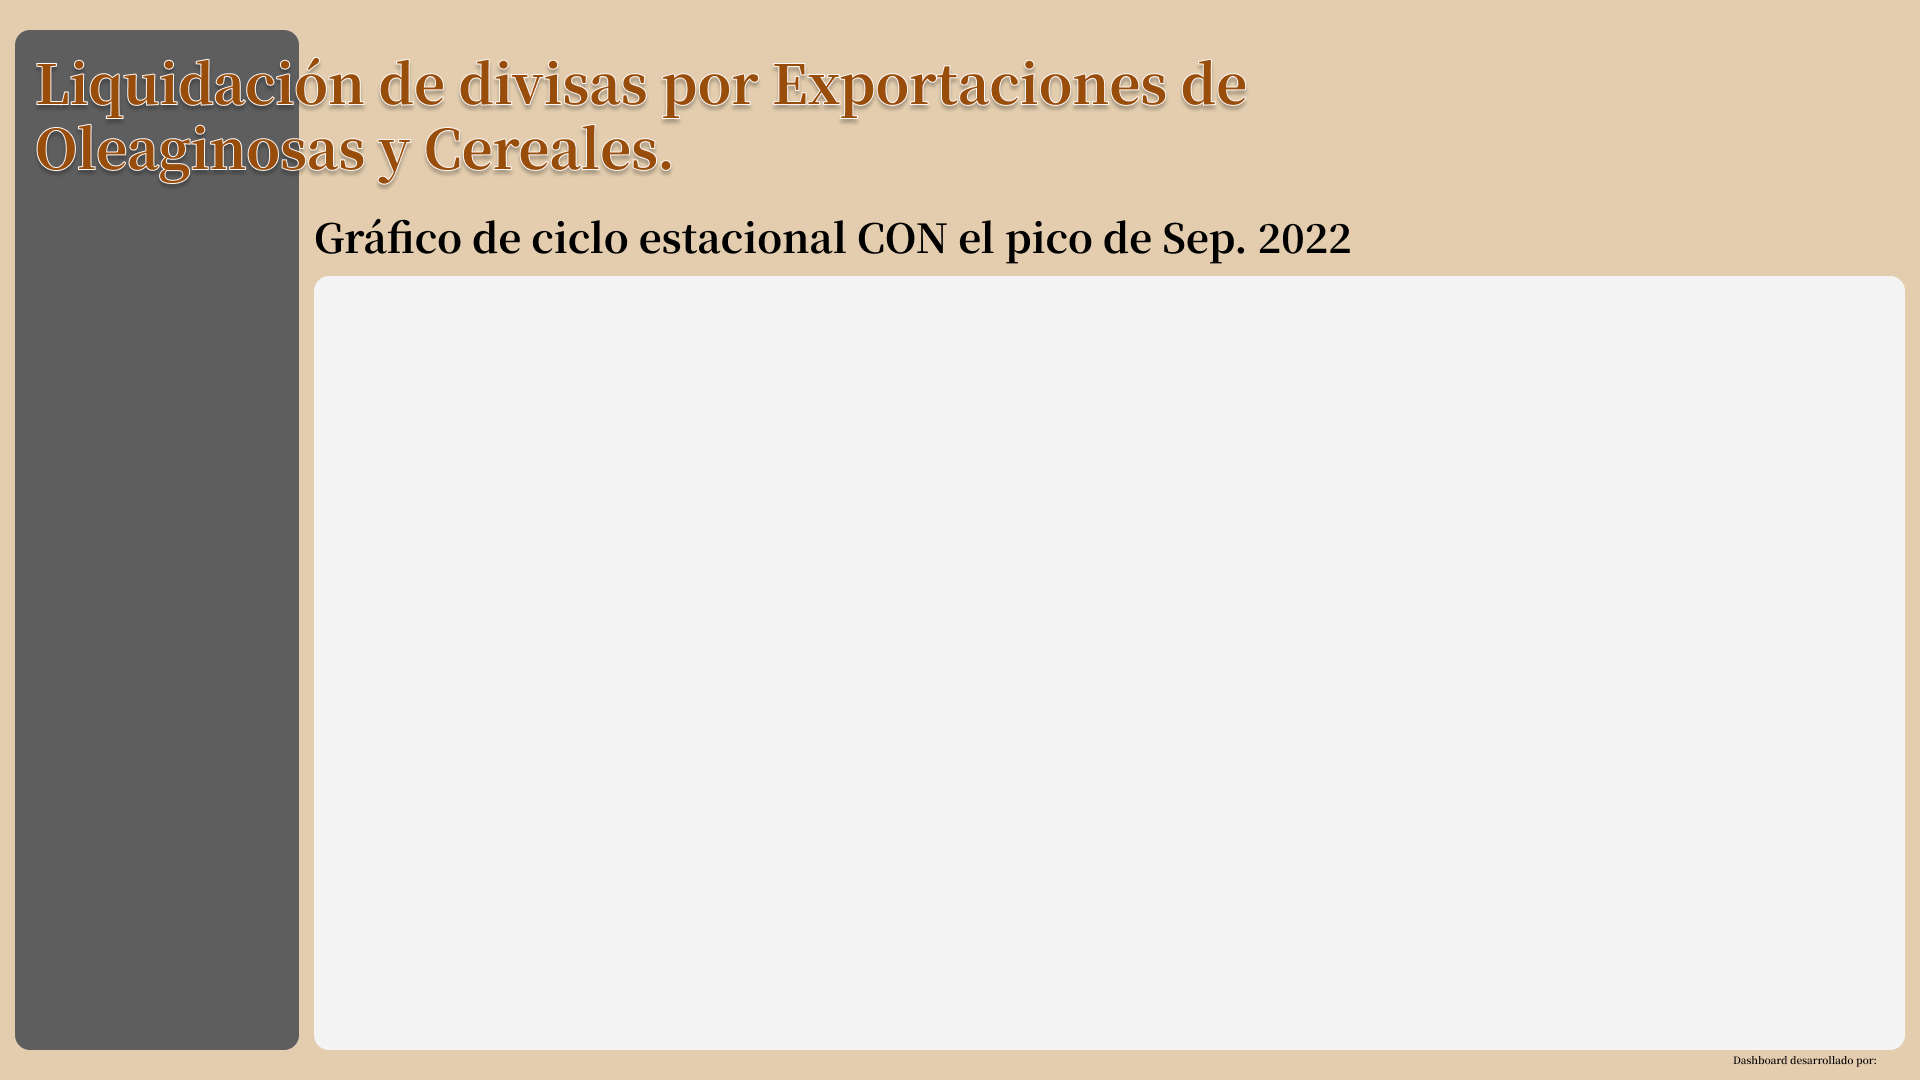 Liquidación de divisas por Exportaciones de
Oleaginosas y Cereales.
Gráfico de ciclo estacional CON el pico de Sep. 2022
Dashboard desarrollado por: